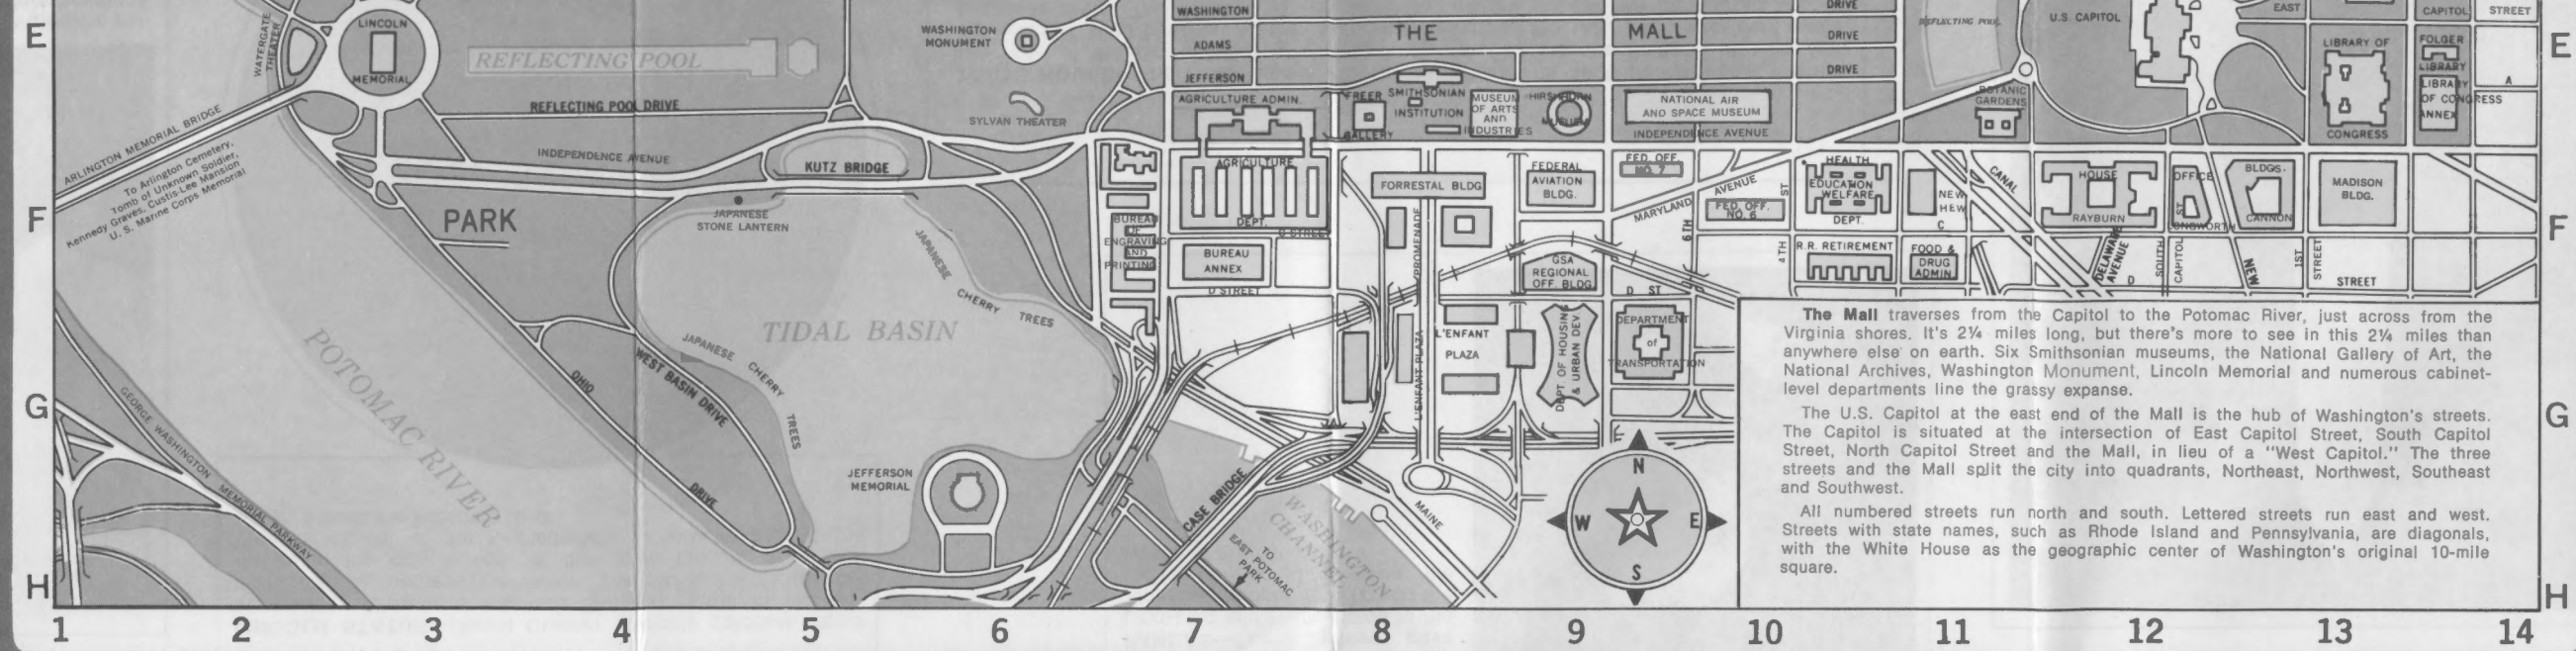 E
WATERGATE
THEATER
LINCOLN
MEMORIAL
REFLECTING POOL
REFLECTING POOL DRIVE
WASHINGTON
MONUMENT
SYLVAN THEATER
WASHINGTON
DRIVE
ADAMS
DRIVE
JEFFERSON
DRIVE
THE MALL
REFLECTING POOL
U.S. CAPITOL
EAST
CAPITOL
STREET
LIBRARY OF
CONGRESS
FOLGER
LIBRARY
LIBRARY
OF CONGRESS
ANNEX
A
E
AGRICULTURE ADMIN.
FREER
GALLERY
SMITHSONIAN
INSTITUTION
MUSEUM
OF ARTS
AND
INDUSTRIES
HIRSHHORN
MUSEUM
NATIONAL AIR
AND SPACE MUSEUM
INDEPENDENCE AVENUE
BOTANIC
GARDENS
ARLINGTON MEMORIAL BRIDGE
To Arlington Cemetery,
Tomb of Unknown Soldier,
Kennedy Graves, Custis-Lee Mansion
U. S. Marine Corps Memorial
INDEPENDENCE AVENUE
KUTZ BRIDGE
F
PARK
JAPANESE
STONE LANTERN
JAPANESE CHERRY TREES
BUREAU
OF
ENGRAVING
AND
PRINTING
AGRICULTURE
DEPT.
C STREET
BUREAU
ANNEX
D STREET
FORRESTAL BLDG
L'ENFANT PLAZA PROMENADE
FEDERAL
AVIATION
BLDG.
FED. OFF.
NO. 7
MARYLAND AVENUE
FED. OFF.
NO. 6
6TH
4TH
ST
HEALTH
EDUCATION
WELFARE
DEPT.
NEW
HEW
C
CANAL
HOUSE
OFFICE
BLDGS.
RAYBURN
ST
LONGWORTH
CANNON
MADISON
BLDG.
F
GSA
REGIONAL
OFF. BLDG.
D ST
R.R. RETIREMENT
FOOD &
DRUG
ADMIN.
DELAWARE
AVENUE
D
SOUTH
CAPITOL
NEW
1ST
STREET
STREET
POTOMAC RIVER
TIDAL BASIN
JAPANESE CHERRY TREES
WEST BASIN DRIVE
OHIO
DRIVE
L'ENFANT
PLAZA
DEPT. OF HOUSING
& URBAN DEV.
DEPARTMENT
of
TRANSPORTATION
G
GEORGE WASHINGTON MEMORIAL PARKWAY
JEFFERSON
MEMORIAL
CASE BRIDGE
WASHINGTON
CHANNEL
MAINE
TO
EAST POTOMAC
PARK
N
W E
S
The Mall traverses from the Capitol to the Potomac River, just across from the
Virginia shores. It's 2¼ miles long, but there's more to see in this 2¼ miles than
anywhere else on earth. Six Smithsonian museums, the National Gallery of Art, the
National Archives, Washington Monument, Lincoln Memorial and numerous cabinet-
level departments line the grassy expanse.
The U.S. Capitol at the east end of the Mall is the hub of Washington's streets.
The Capitol is situated at the intersection of East Capitol Street, South Capitol
Street, North Capitol Street and the Mall, in lieu of a "West Capitol." The three
streets and the Mall split the city into quadrants, Northeast, Northwest, Southeast
and Southwest.
All numbered streets run north and south. Lettered streets run east and west.
Streets with state names, such as Rhode Island and Pennsylvania, are diagonals,
with the White House as the geographic center of Washington's original 10-mile
square.
G
H
H
1 2 3 4 5 6 7 8 9 10 11 12 13 14